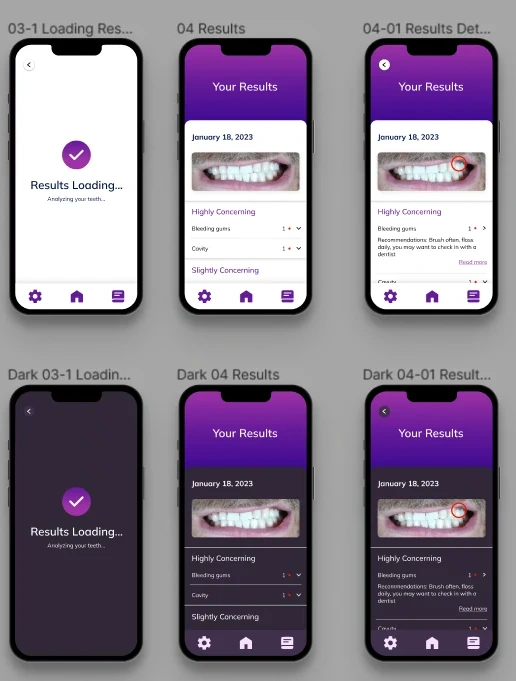 03-1 Loading Res...
04 Results
04-01 Results Det...
Results Loading...
Analyzing your teeth...
Your Results
January 18, 2023
Highly Concerning
Bleeding gums 1
Cavity 1
Slightly Concerning
Your Results
January 18, 2023
Highly Concerning
Bleeding gums 1
Recommendations: Brush often, floss
daily, you may want to check in with a
dentist
Read more
Cavity 1
Dark 03-1 Loadin...
Dark 04 Results
Dark 04-01 Result...
Results Loading...
Analyzing your teeth...
Your Results
January 18, 2023
Highly Concerning
Bleeding gums 1
Cavity 1
Slightly Concerning
Your Results
January 18, 2023
Highly Concerning
Bleeding gums 1
Recommendations: Brush often, floss
daily, you may want to check in with a
dentist
Read more
Cavity 1